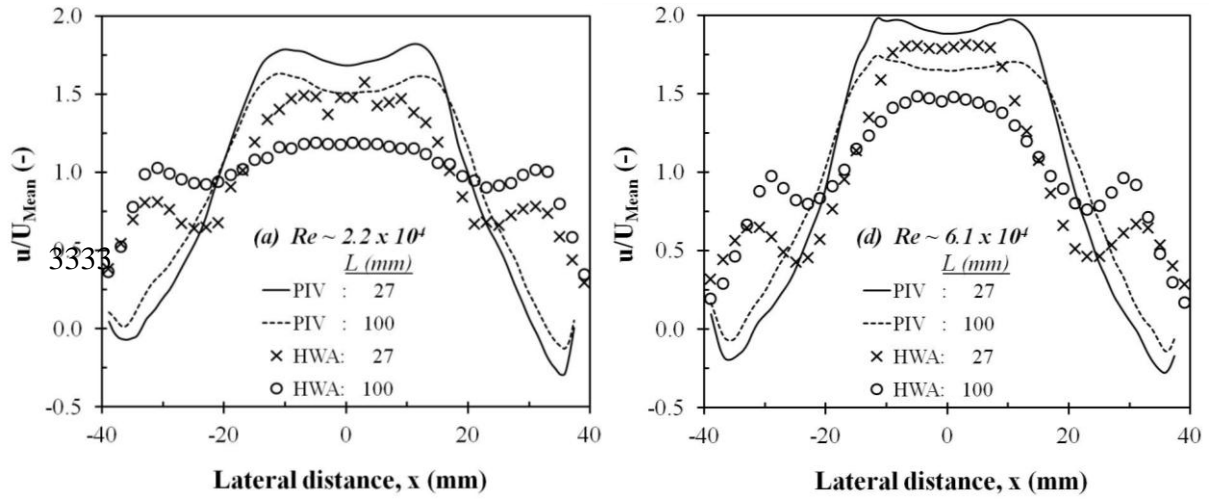 2.0
1.5
1.0
0.5
0.0
-0.5
u/U_Mean (-)
3333
(a) Re ~ 2.2 x 10⁴
L (mm)
PIV : 27
PIV : 100
HWA: 27
HWA: 100
-40 -20 0 20 40
Lateral distance, x (mm)
2.0
1.5
1.0
0.5
0.0
-0.5
u/U_Mean (-)
(d) Re ~ 6.1 x 10⁴
L (mm)
PIV : 27
PIV : 100
HWA: 27
HWA: 100
-40 -20 0 20 40
Lateral distance, x (mm)